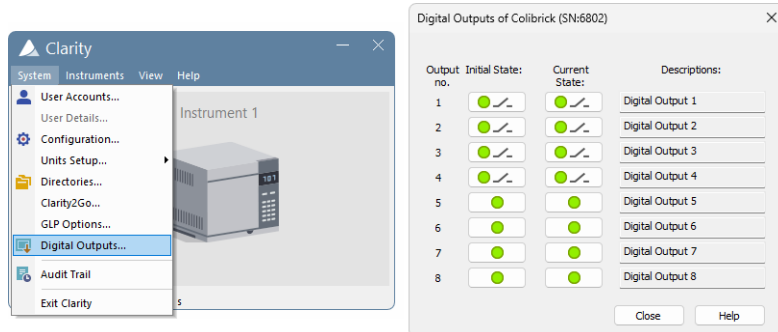 Clarity
System Instruments View Help
User Accounts...
User Details...
Configuration...
Units Setup...
Directories...
Clarity2Go...
GLP Options...
Digital Outputs...
Audit Trail
Exit Clarity
Instrument 1
101
s
Digital Outputs of Colibrick (SN:6802)
Output no. Initial State: Current State: Descriptions:
1 Digital Output 1
2 Digital Output 2
3 Digital Output 3
4 Digital Output 4
5 Digital Output 5
6 Digital Output 6
7 Digital Output 7
8 Digital Output 8
Close Help